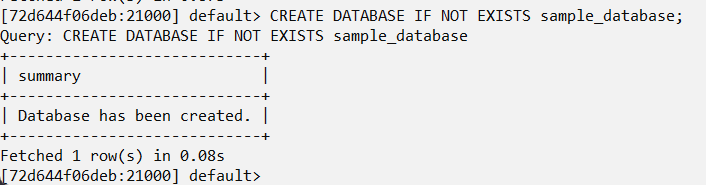 [72d644f06deb:21000] default> CREATE DATABASE IF NOT EXISTS sample_database;
Query: CREATE DATABASE IF NOT EXISTS sample_database
+----------------------------+
| summary                    |
+----------------------------+
| Database has been created. |
+----------------------------+
Fetched 1 row(s) in 0.08s
[72d644f06deb:21000] default>